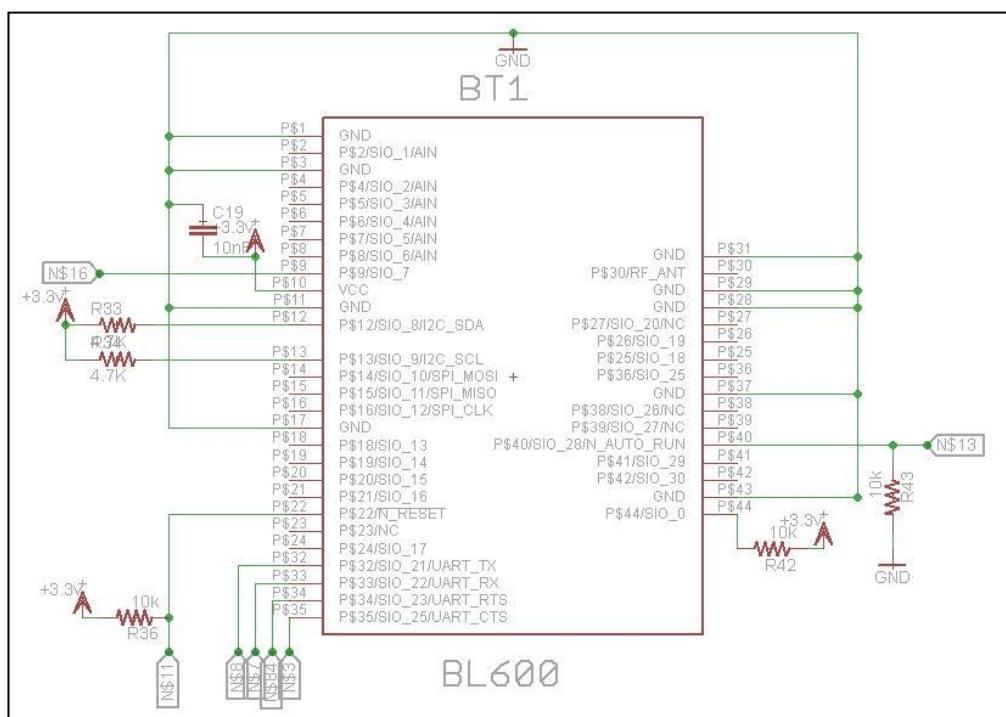 GND
BT1
P$1 GND
P$2 P$2/SIO_1/AIN
P$3 GND
P$4 P$4/SIO_2/AIN
P$5 P$5/SIO_3/AIN
P$6 P$6/SIO_4/AIN
P$7 P$7/SIO_5/AIN
P$8 P$8/SIO_6/AIN
P$9 P$9/SIO_7
P$10 VCC
P$11 GND
P$12 P$12/SIO_8/I2C_SDA
P$13 P$13/SIO_9/I2C_SCL
P$14 P$14/SIO_10/SPI_MOSI
P$15 P$15/SIO_11/SPI_MISO
P$16 P$16/SIO_12/SPI_CLK
P$17 GND
P$18 P$18/SIO_13
P$19 P$19/SIO_14
P$20 P$20/SIO_15
P$21 P$21/SIO_16
P$22 P$22/N_RESET
P$23 P$23/NC
P$24 P$24/SIO_17
P$32 P$32/SIO_21/UART_TX
P$33 P$33/SIO_22/UART_RX
P$34 P$34/SIO_23/UART_RTS
P$35 P$35/SIO_25/UART_CTS
C19
+3.3v
10nF
N$16
+3.3v
R33
4.7K
R34
4.7K
+3.3v
10k
R36
N$11
N$8
N$7
N$84
N$3
GND P$31
P$30/RF_ANT P$30
GND P$29
GND P$28
P$27/SIO_20/NC P$27
P$26/SIO_19 P$26
P$25/SIO_18 P$25
P$36/SIO_25 P$36
GND P$37
P$38/SIO_26/NC P$38
P$39/SIO_27/NC P$39
P$40/SIO_28/N_AUTO_RUN P$40
P$41/SIO_29 P$41
P$42/SIO_30 P$42
GND P$43
P$44/SIO_0 P$44
N$13
10k
R43
GND
+3.3v
10k
R42
BL600